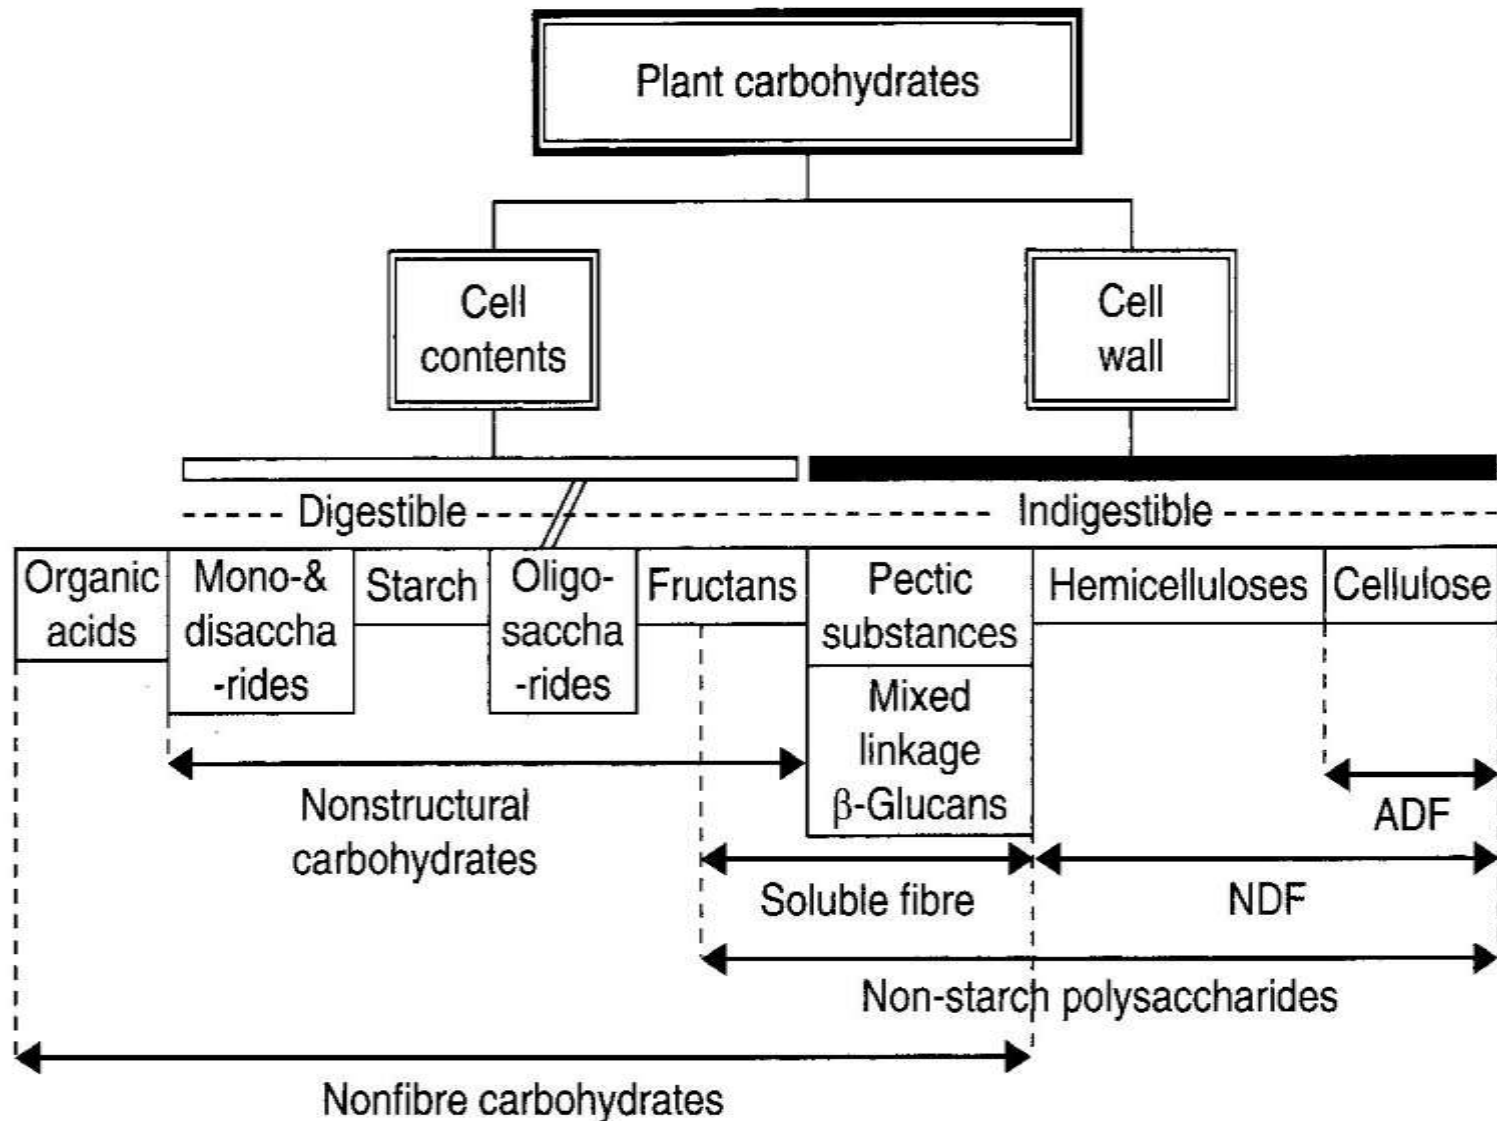 Plant carbohydrates
Cell
contents
Cell
wall
Digestible
Indigestible
Organic
acids
Mono-&
disaccha
-rides
Starch
Oligo-
saccha
-rides
Fructans
Pectic
substances
Mixed
linkage
β-Glucans
Hemicelluloses
Cellulose
Nonstructural
carbohydrates
ADF
Soluble fibre
NDF
Non-starch polysaccharides
Nonfibre carbohydrates